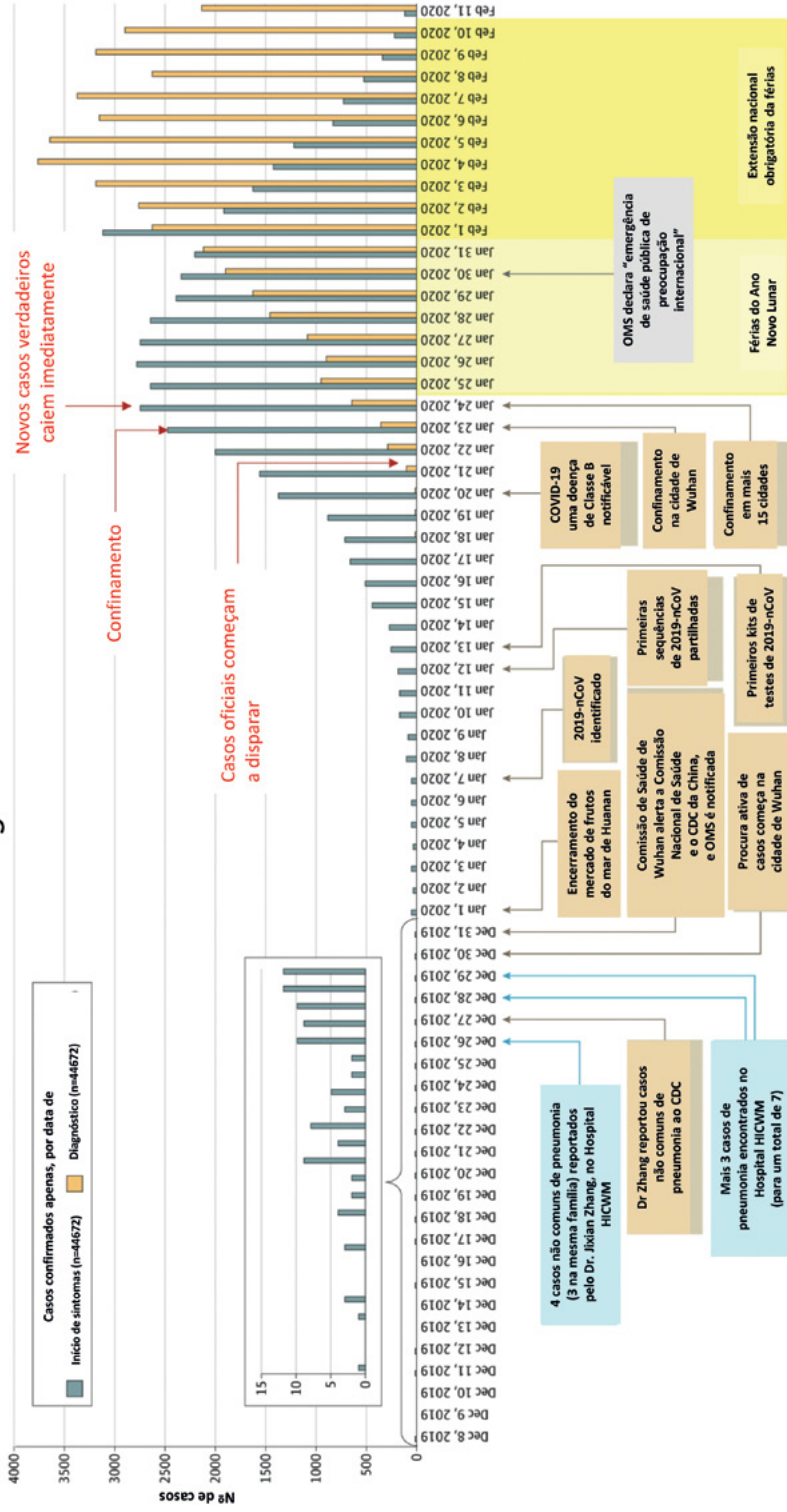 Casos confirmados apenas, por data de
Início de sintomas (n=44672)
Diagnóstico (n=44672)
Nº de casos
4000
3500
3000
2500
2000
1500
1000
500
0
15
10
5
0
Confinamento
Novos casos verdadeiros
caiem imediatamente
Casos oficiais começam
a disparar
Dec 8, 2019
Dec 9, 2019
Dec 10, 2019
Dec 11, 2019
Dec 12, 2019
Dec 13, 2019
Dec 14, 2019
Dec 15, 2019
Dec 16, 2019
Dec 17, 2019
Dec 18, 2019
Dec 19, 2019
Dec 20, 2019
Dec 21, 2019
Dec 22, 2019
Dec 23, 2019
Dec 24, 2019
Dec 25, 2019
Dec 26, 2019
Dec 27, 2019
Dec 28, 2019
Dec 29, 2019
Dec 30, 2019
Dec 31, 2019
Jan 1, 2020
Jan 2, 2020
Jan 3, 2020
Jan 4, 2020
Jan 5, 2020
Jan 6, 2020
Jan 7, 2020
Jan 8, 2020
Jan 9, 2020
Jan 10, 2020
Jan 11, 2020
Jan 12, 2020
Jan 13, 2020
Jan 14, 2020
Jan 15, 2020
Jan 16, 2020
Jan 17, 2020
Jan 18, 2020
Jan 19, 2020
Jan 20, 2020
Jan 21, 2020
Jan 22, 2020
Jan 23, 2020
Jan 24, 2020
Jan 25, 2020
Jan 26, 2020
Jan 27, 2020
Jan 28, 2020
Jan 29, 2020
Jan 30, 2020
Jan 31, 2020
Feb 1, 2020
Feb 2, 2020
Feb 3, 2020
Feb 4, 2020
Feb 5, 2020
Feb 6, 2020
Feb 7, 2020
Feb 8, 2020
Feb 9, 2020
Feb 10, 2020
Feb 11, 2020
4 casos não comuns de pneumonia
(3 na mesma família) reportados
pelo Dr. Jixian Zhang, no Hospital
HICWM
Dr Zhang reportou casos
não comuns de
pneumonia ao CDC
Mais 3 casos de
pneumonia encontrados no
Hospital HICWM
(para um total de 7)
Encerramento do
mercado de frutos
do mar de Huanan
Comissão de Saúde de
Wuhan alerta a Comissão
Nacional de Saúde
e o CDC da China,
e OMS é notificada
Procura ativa de
casos começa na
cidade de Wuhan
2019-nCoV
identificado
Primeiras
sequências
de 2019-nCoV
partilhadas
Primeiros kits de
testes de 2019-nCoV
COVID-19
uma doença
de Classe B
notificável
Confinamento
na cidade de
Wuhan
Confinamento
em mais
15 cidades
OMS declara "emergência
de saúde pública de
preocupação
internacional"
Férias do Ano
Novo Lunar
Extensão nacional
obrigatória da férias